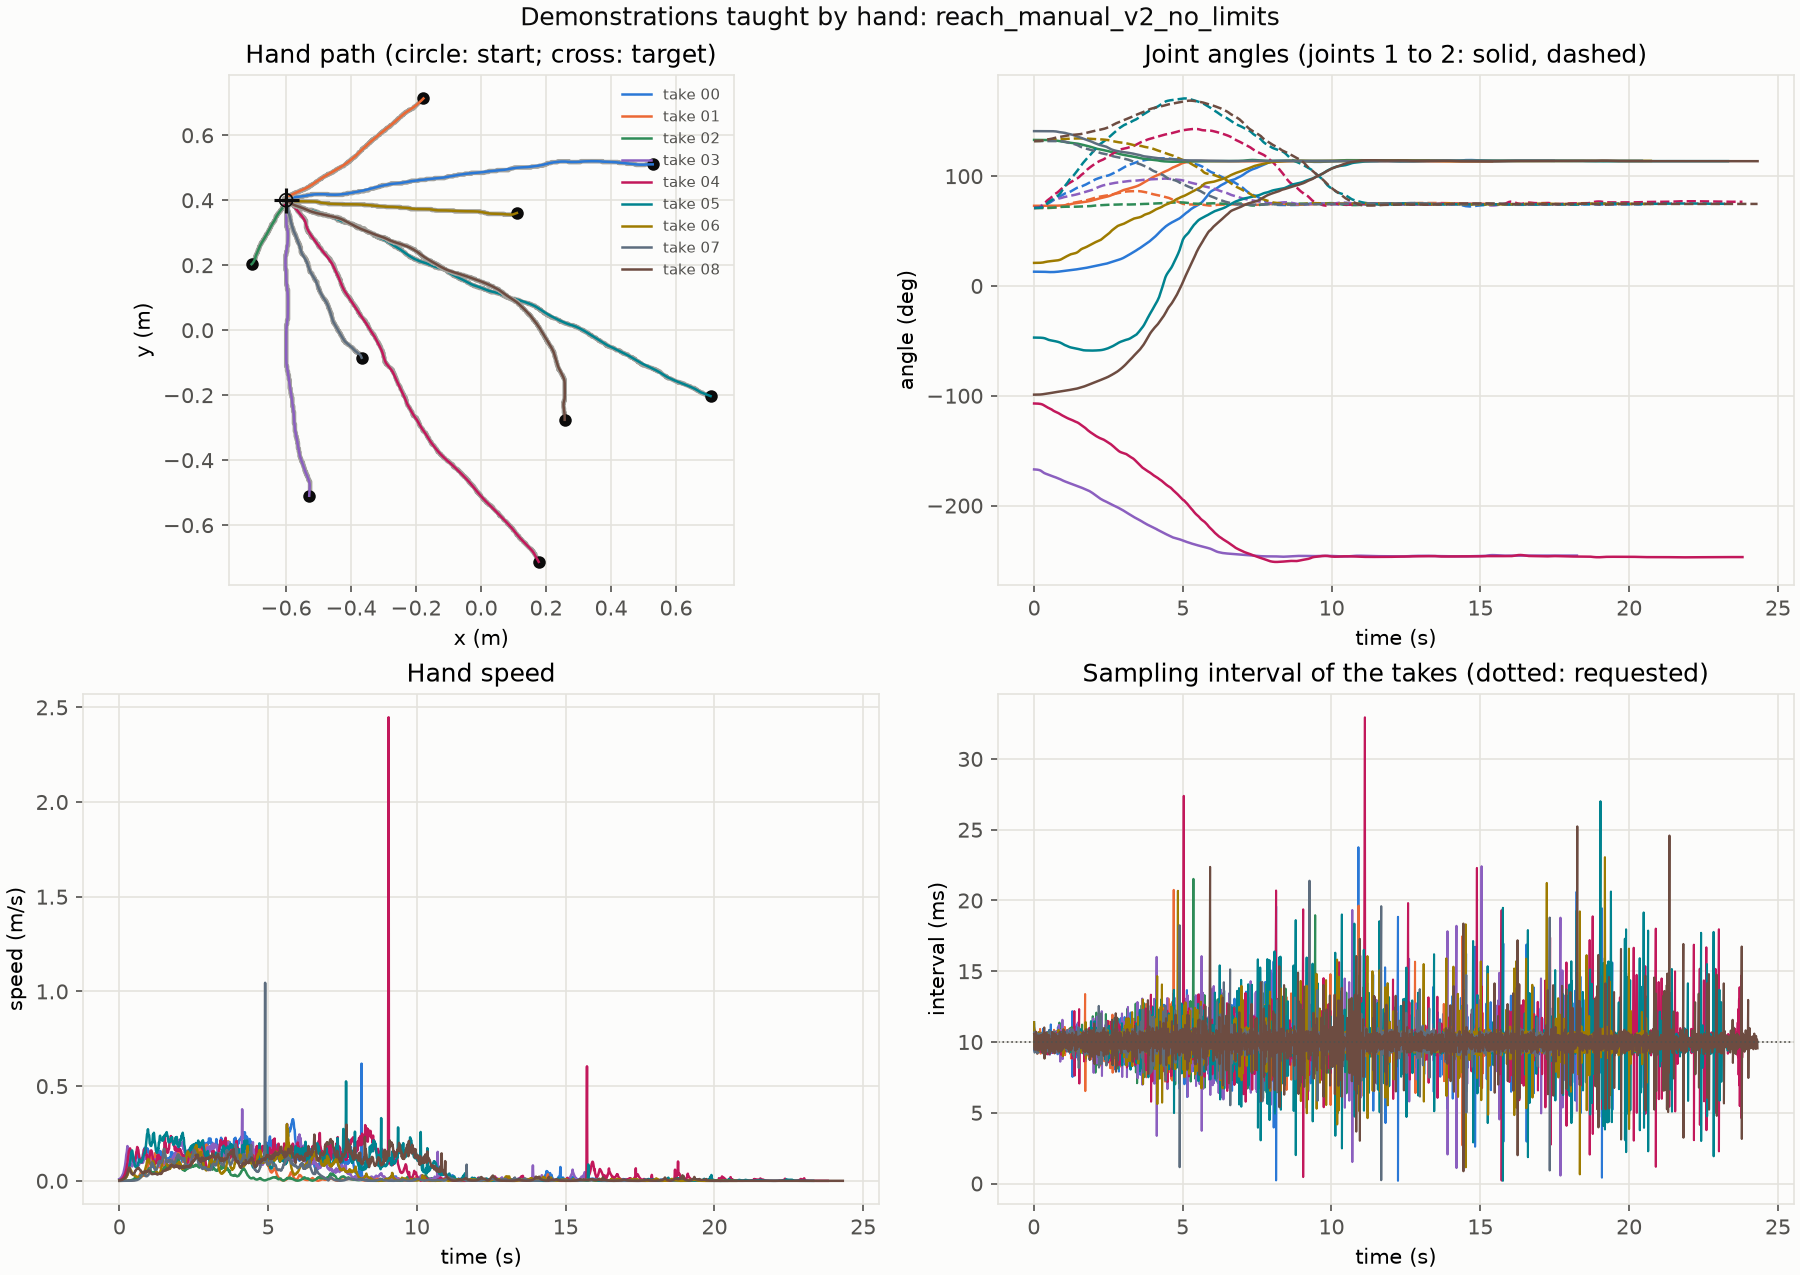 Demonstrations taught by hand: reach_manual_v2_no_limits
Hand path (circle: start; cross: target)
take 00
take 01
take 02
take 03
take 04
take 05
take 06
take 07
take 08
0.6
0.4
0.2
0.0
−0.2
−0.4
−0.6
y (m)
−0.6 −0.4 −0.2 0.0 0.2 0.4 0.6
x (m)
Joint angles (joints 1 to 2: solid, dashed)
100
0
−100
−200
angle (deg)
0 5 10 15 20 25
time (s)
Hand speed
2.5
2.0
1.5
1.0
0.5
0.0
speed (m/s)
0 5 10 15 20 25
time (s)
Sampling interval of the takes (dotted: requested)
30
25
20
15
10
5
0
interval (ms)
0 5 10 15 20 25
time (s)